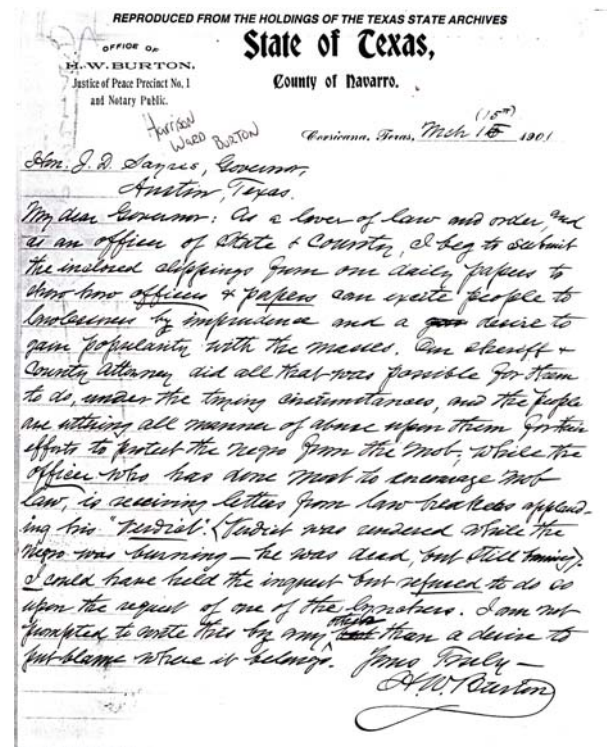 REPRODUCED FROM THE HOLDINGS OF THE TEXAS STATE ARCHIVES
OFFICE OF
H. W. BURTON,
Justice of Peace Precinct No. 1
and Notary Public.
State of Texas,
County of Navarro.
HARRISON
WARD BURTON
(15th)
Corsicana, Texas, Mch 15 1901
Hon. J. D. Sayres, Governor,
Austin, Texas.
My dear Governor: As a lover of law and order, and
as an officer of State & County, I beg to submit
the inclosed clippings from our daily papers to
show how officers & papers can excite people to
lawlessness by imprudence and a desire to
gain popularity with the masses. Our sheriff &
County Attorney did all that was possible for them
to do, under the trying circumstances, and the people
are uttering all manner of abuse upon them for their
efforts to protect the negro from the mob; while the
officer who has done most to encourage mob
law, is receiving letters from law breakers applaud-
ing his "Verdict". (Verdict was rendered while the
negro was burning — he was dead, but still burning).
I could have held the inquest but refused to do so
upon the request of one of the lynchers. I am not
prompted to write this by any other than a desire to
put blame where it belongs. Yours Truly —
H. W. Burton